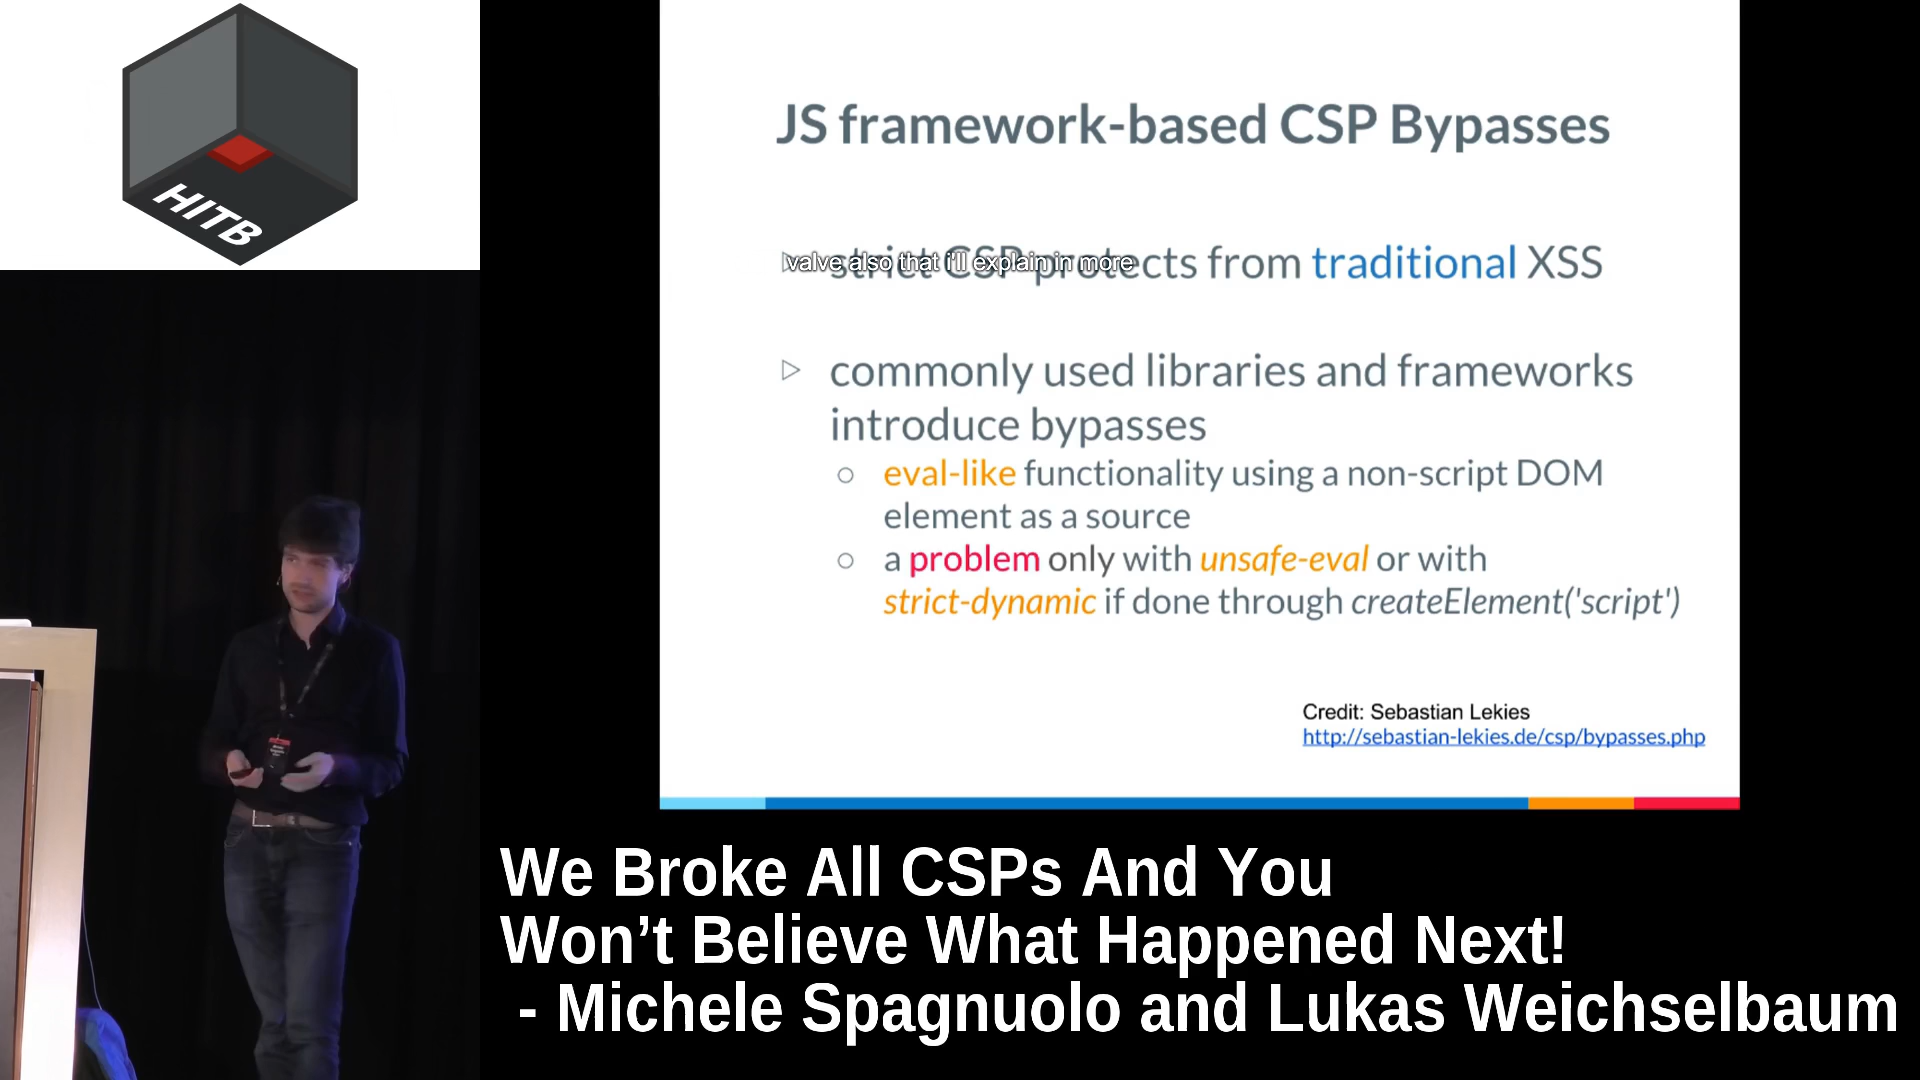 HITB
JS framework-based CSP Bypasses
strict CSP protects from traditional XSS
valve also that i'll explain in more
commonly used libraries and frameworks
introduce bypasses
eval-like functionality using a non-script DOM
element as a source
a problem only with unsafe-eval or with
strict-dynamic if done through createElement('script')
Credit: Sebastian Lekies
http://sebastian-lekies.de/csp/bypasses.php
We Broke All CSPs And You
Won’t Believe What Happened Next!
- Michele Spagnuolo and Lukas Weichselbaum